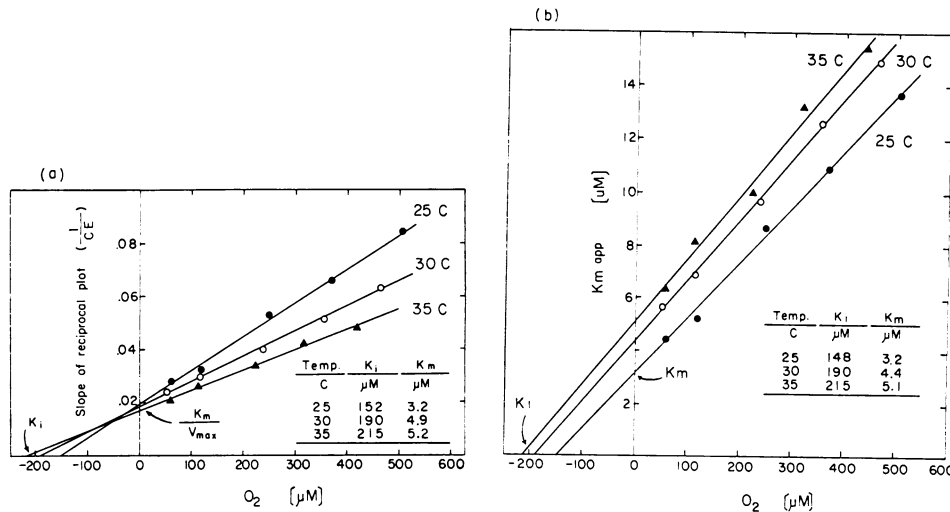 (a)
Slope of reciprocal plot (1/CE)
.08
.06
.04
.02
25 C
30 C
35 C
Temp. Ki Km
C μM μM
25 152 3.2
30 190 4.9
35 215 5.2
Ki
Km
Vmax
-200 -100 0 100 200 300 400 500 600
O2 [μM]
(b)
Km app [uM]
14
12
10
8
6
4
2
35 C
30 C
25 C
Temp. Ki Km
C μM μM
25 148 3.2
30 190 4.4
35 215 5.1
Km
Ki
-200 -100 0 100 120 300 400 500 600
O2 [μM]